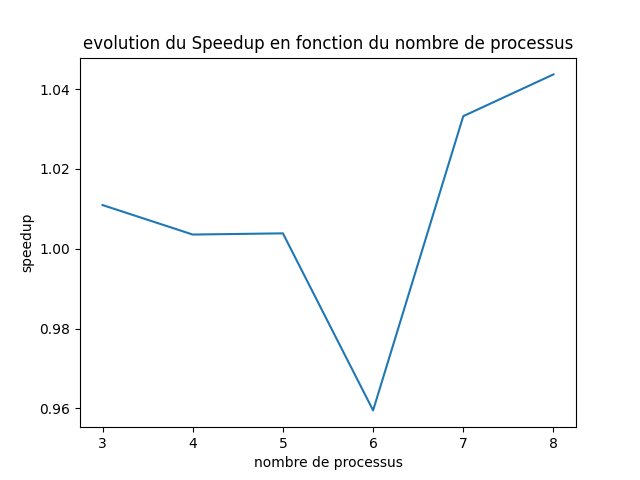 evolution du Speedup en fonction du nombre de processus
1.04
1.02
1.00
0.98
0.96
speedup
3 4 5 6 7 8
nombre de processus